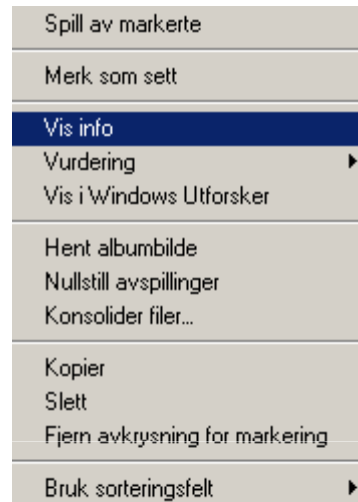 Spill av markerte
Merk som sett
Vis info
Vurdering
Vis i Windows Utforsker
Hent albumbilde
Nullstill avspillinger
Konsolider filer...
Kopier
Slett
Fjern avkrysning for markering
Bruk sorteringsfelt